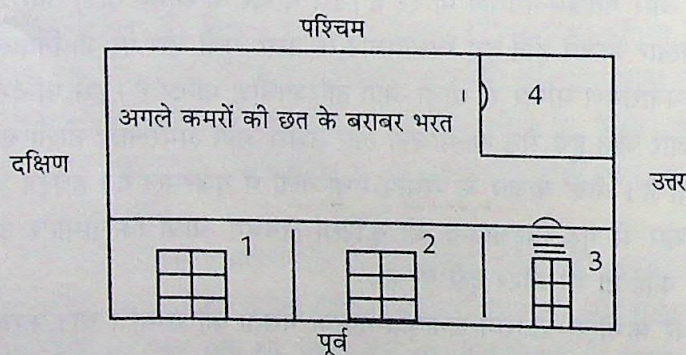 पश्चिम
4
अगले कमरों की छत के बराबर भरत
दक्षिण
उत्तर
1
2
3
पूर्व